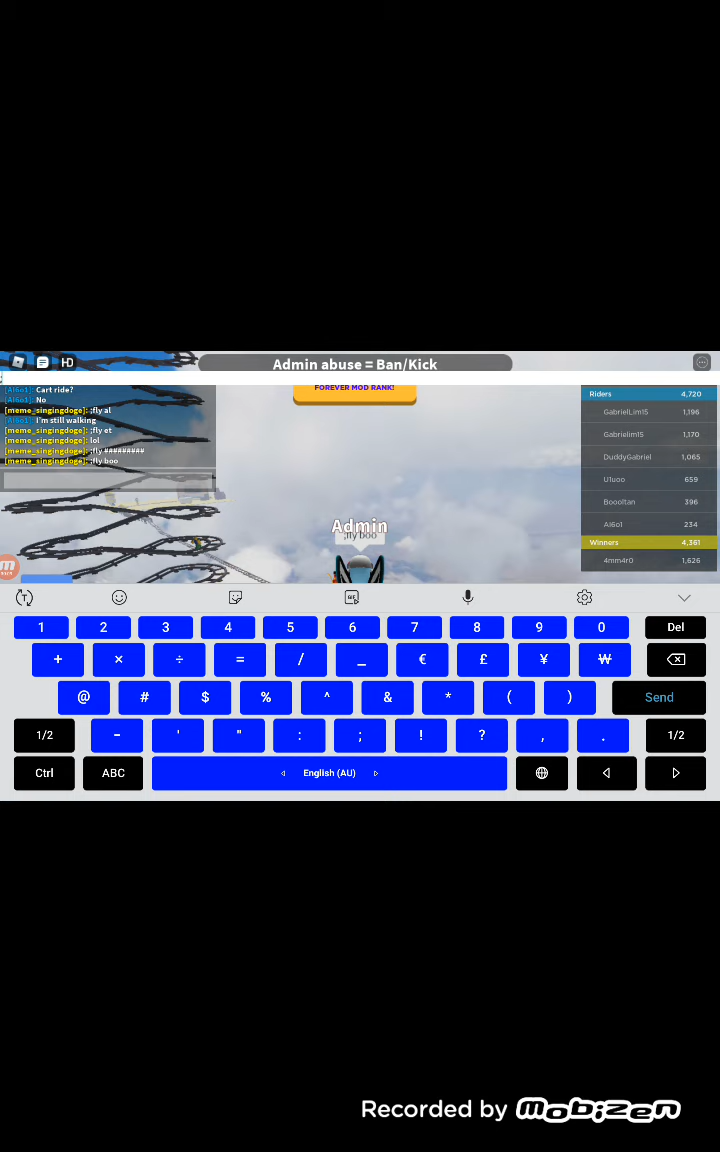 HD
Admin abuse = Ban/Kick
[Al6o1]: Cart ride?
[Al6o1]: No
[meme_singingdoge]: ;fly al
[Al6o1]: I'm still walking
[meme_singingdoge]: ;fly et
[meme_singingdoge]: lol
[meme_singingdoge]: ;fly #########
[meme_singingdoge]: ;fly boo
FOREVER MOD RANK!
Riders 4,720
GabrielLim15 1,196
Gabrielim15 1,170
DuddyGabriel 1,065
U1uoo 659
Boooltan 396
Al6o1 234
Winners 4,361
4mm4r0 1,626
Admin
;fly boo
T
GIF
1 2 3 4 5 6 7 8 9 0 Del
+ × ÷ = / _ € £ ¥ ₩
@ # $ % ^ & * ( ) Send
1/2 - ' " : ; ! ? , . 1/2
Ctrl ABC English (AU)
Recorded by mobizen